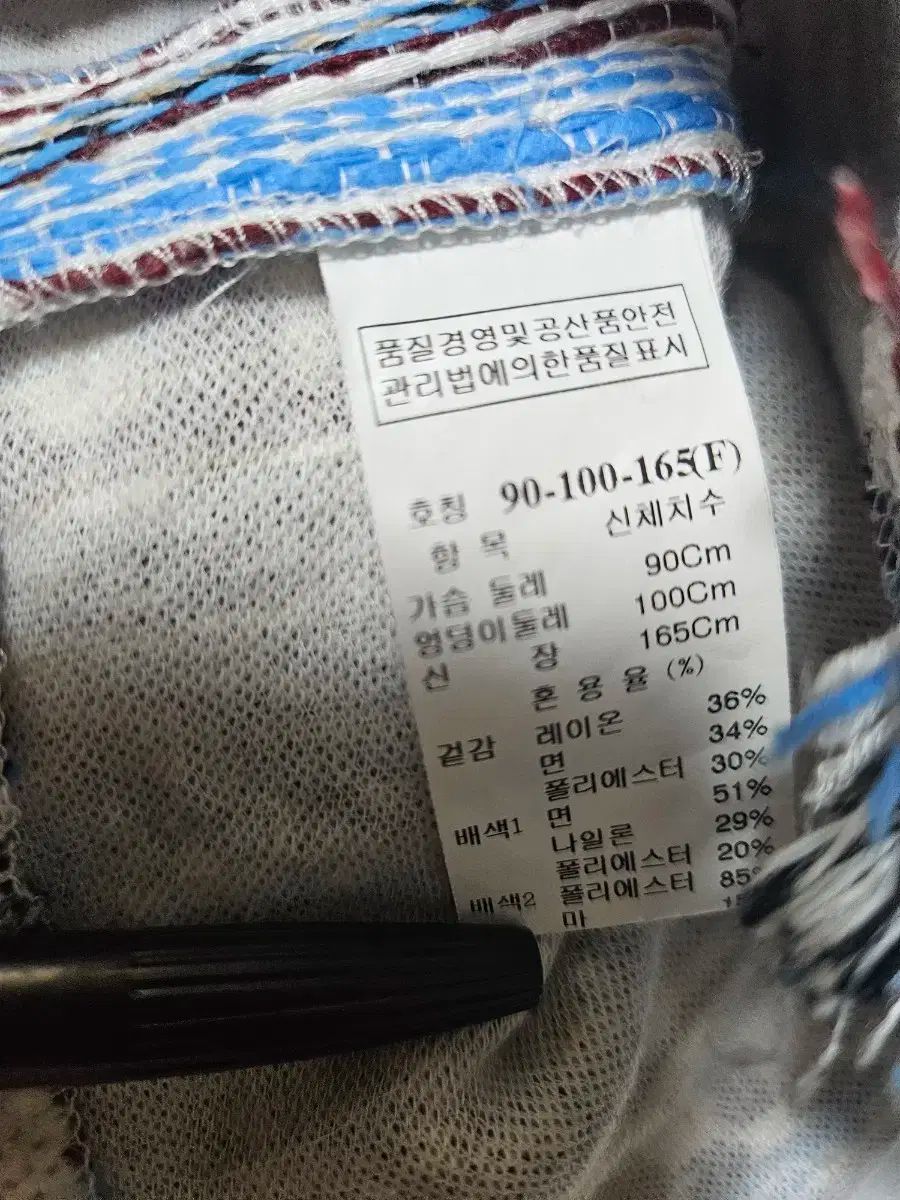 품질경영및공산품안전
관리법에의한품질표시
호칭 90-100-165(F)
항 목 신체치수
가슴 둘레 90Cm
엉덩이둘레 100Cm
신 장 165Cm
혼 용 율 (%)
겉감 레이온 36%
면 34%
폴리에스터 30%
배색1 면 51%
나일론 29%
폴리에스터 20%
배색2 폴리에스터 85%
마